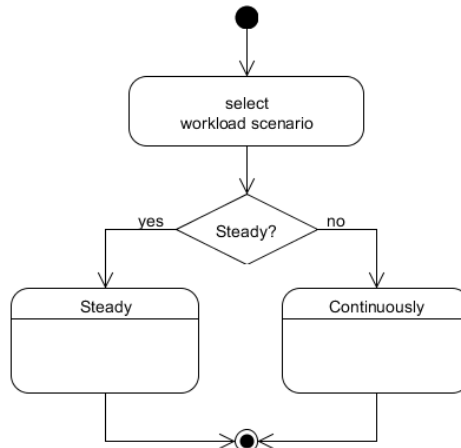 select
workload scenario
Steady?
yes
no
Steady
Continuously